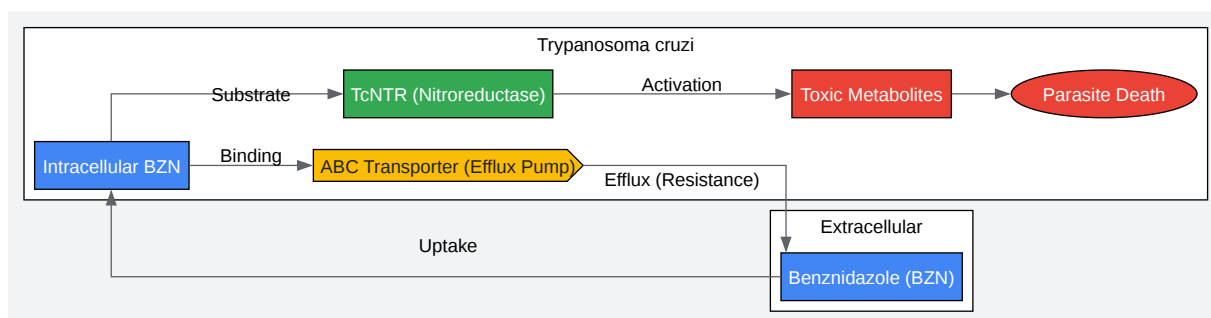 Trypanosoma cruzi
Substrate
TcNTR (Nitroreductase)
Activation
Toxic Metabolites
Parasite Death
Intracellular BZN
Binding
ABC Transporter (Efflux Pump)
Efflux (Resistance)
Extracellular
Uptake
Benznidazole (BZN)